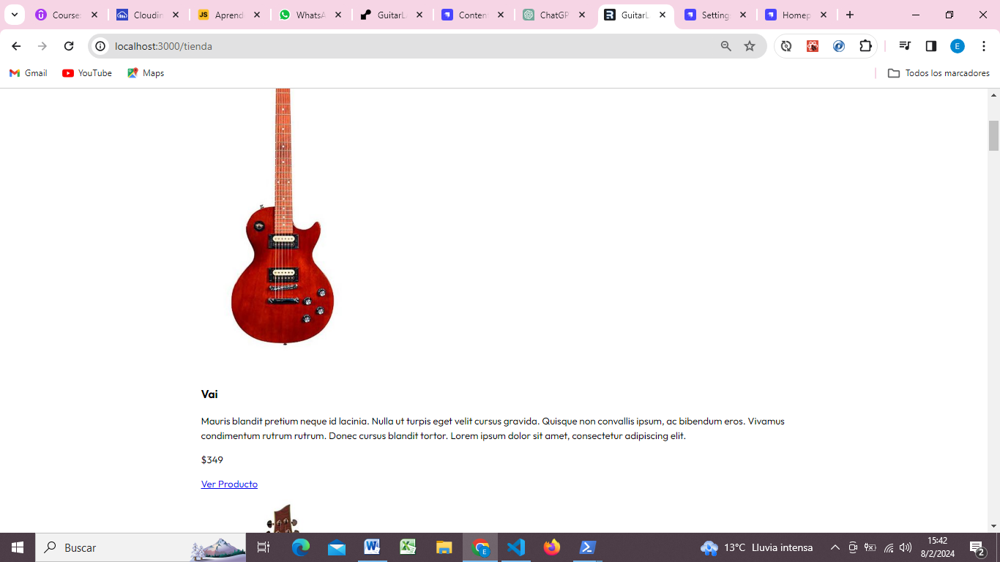 Course:
Cloudin
JS
Aprend
WhatsA
GuitarL
Conten
ChatGP
GuitarL
Setting
Homep
localhost:3000/tienda
E
Gmail
YouTube
Maps
Todos los marcadores
Vai
Mauris blandit pretium neque id lacinia. Nulla ut turpis eget velit cursus gravida. Quisque non convallis ipsum, ac bibendum eros. Vivamus
condimentum rutrum rutrum. Donec cursus blandit tortor. Lorem ipsum dolor sit amet, consectetur adipiscing elit.
$349
Ver Producto
Buscar
13°C Lluvia intensa
15:42
8/2/2024
2